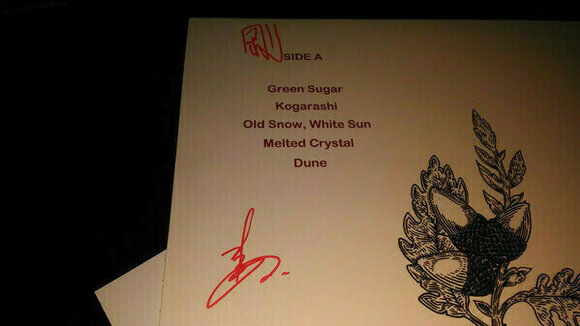 SIDE A
Green Sugar
Kogarashi
Old Snow, White Sun
Melted Crystal
Dune